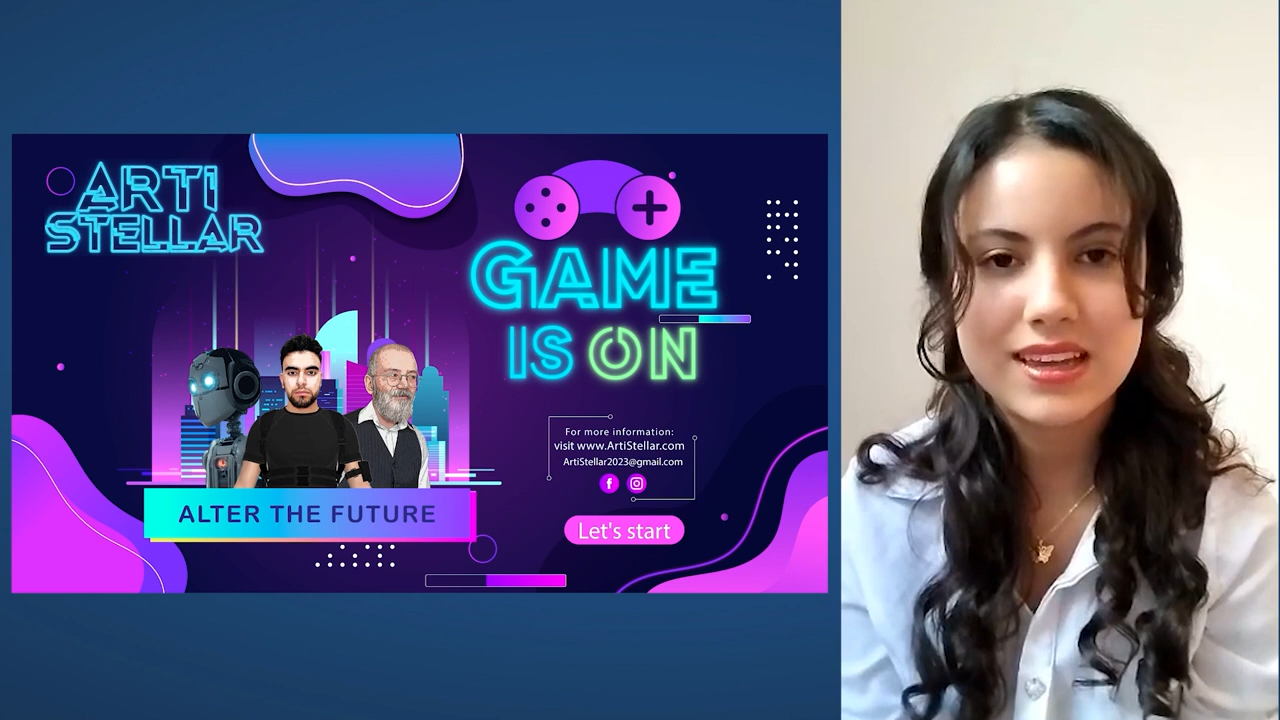 ARTI
STELLAR
GAME
IS ON
For more information:
visit www.ArtiStellar.com
ArtiStellar2023@gmail.com
Let's start
ALTER THE FUTURE